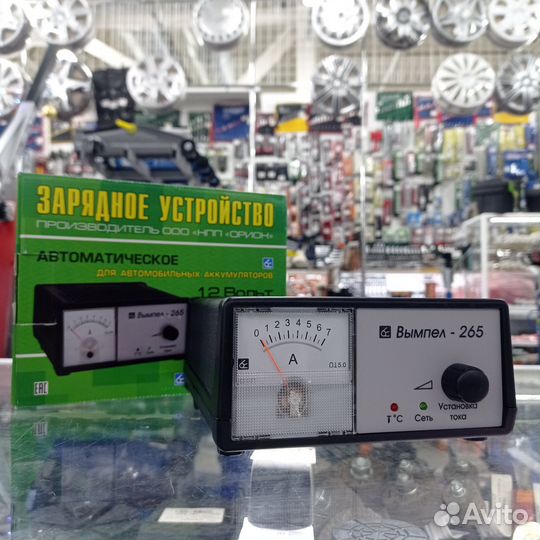 ЗАРЯДНОЕ УСТРОЙСТВО
ПРОИЗВОДИТЕЛЬ ООО «НПП «ОРИОН»
АВТОМАТИЧЕСКОЕ
ДЛЯ АВТОМОБИЛЬНЫХ АККУМУЛЯТОРОВ
12 Вольт
Вымпел - 265
A
EAC
0 1 2 3 4 5 6 7
A
5.0
Вымпел - 265
T°C
Сеть
Установка
тока
Avito